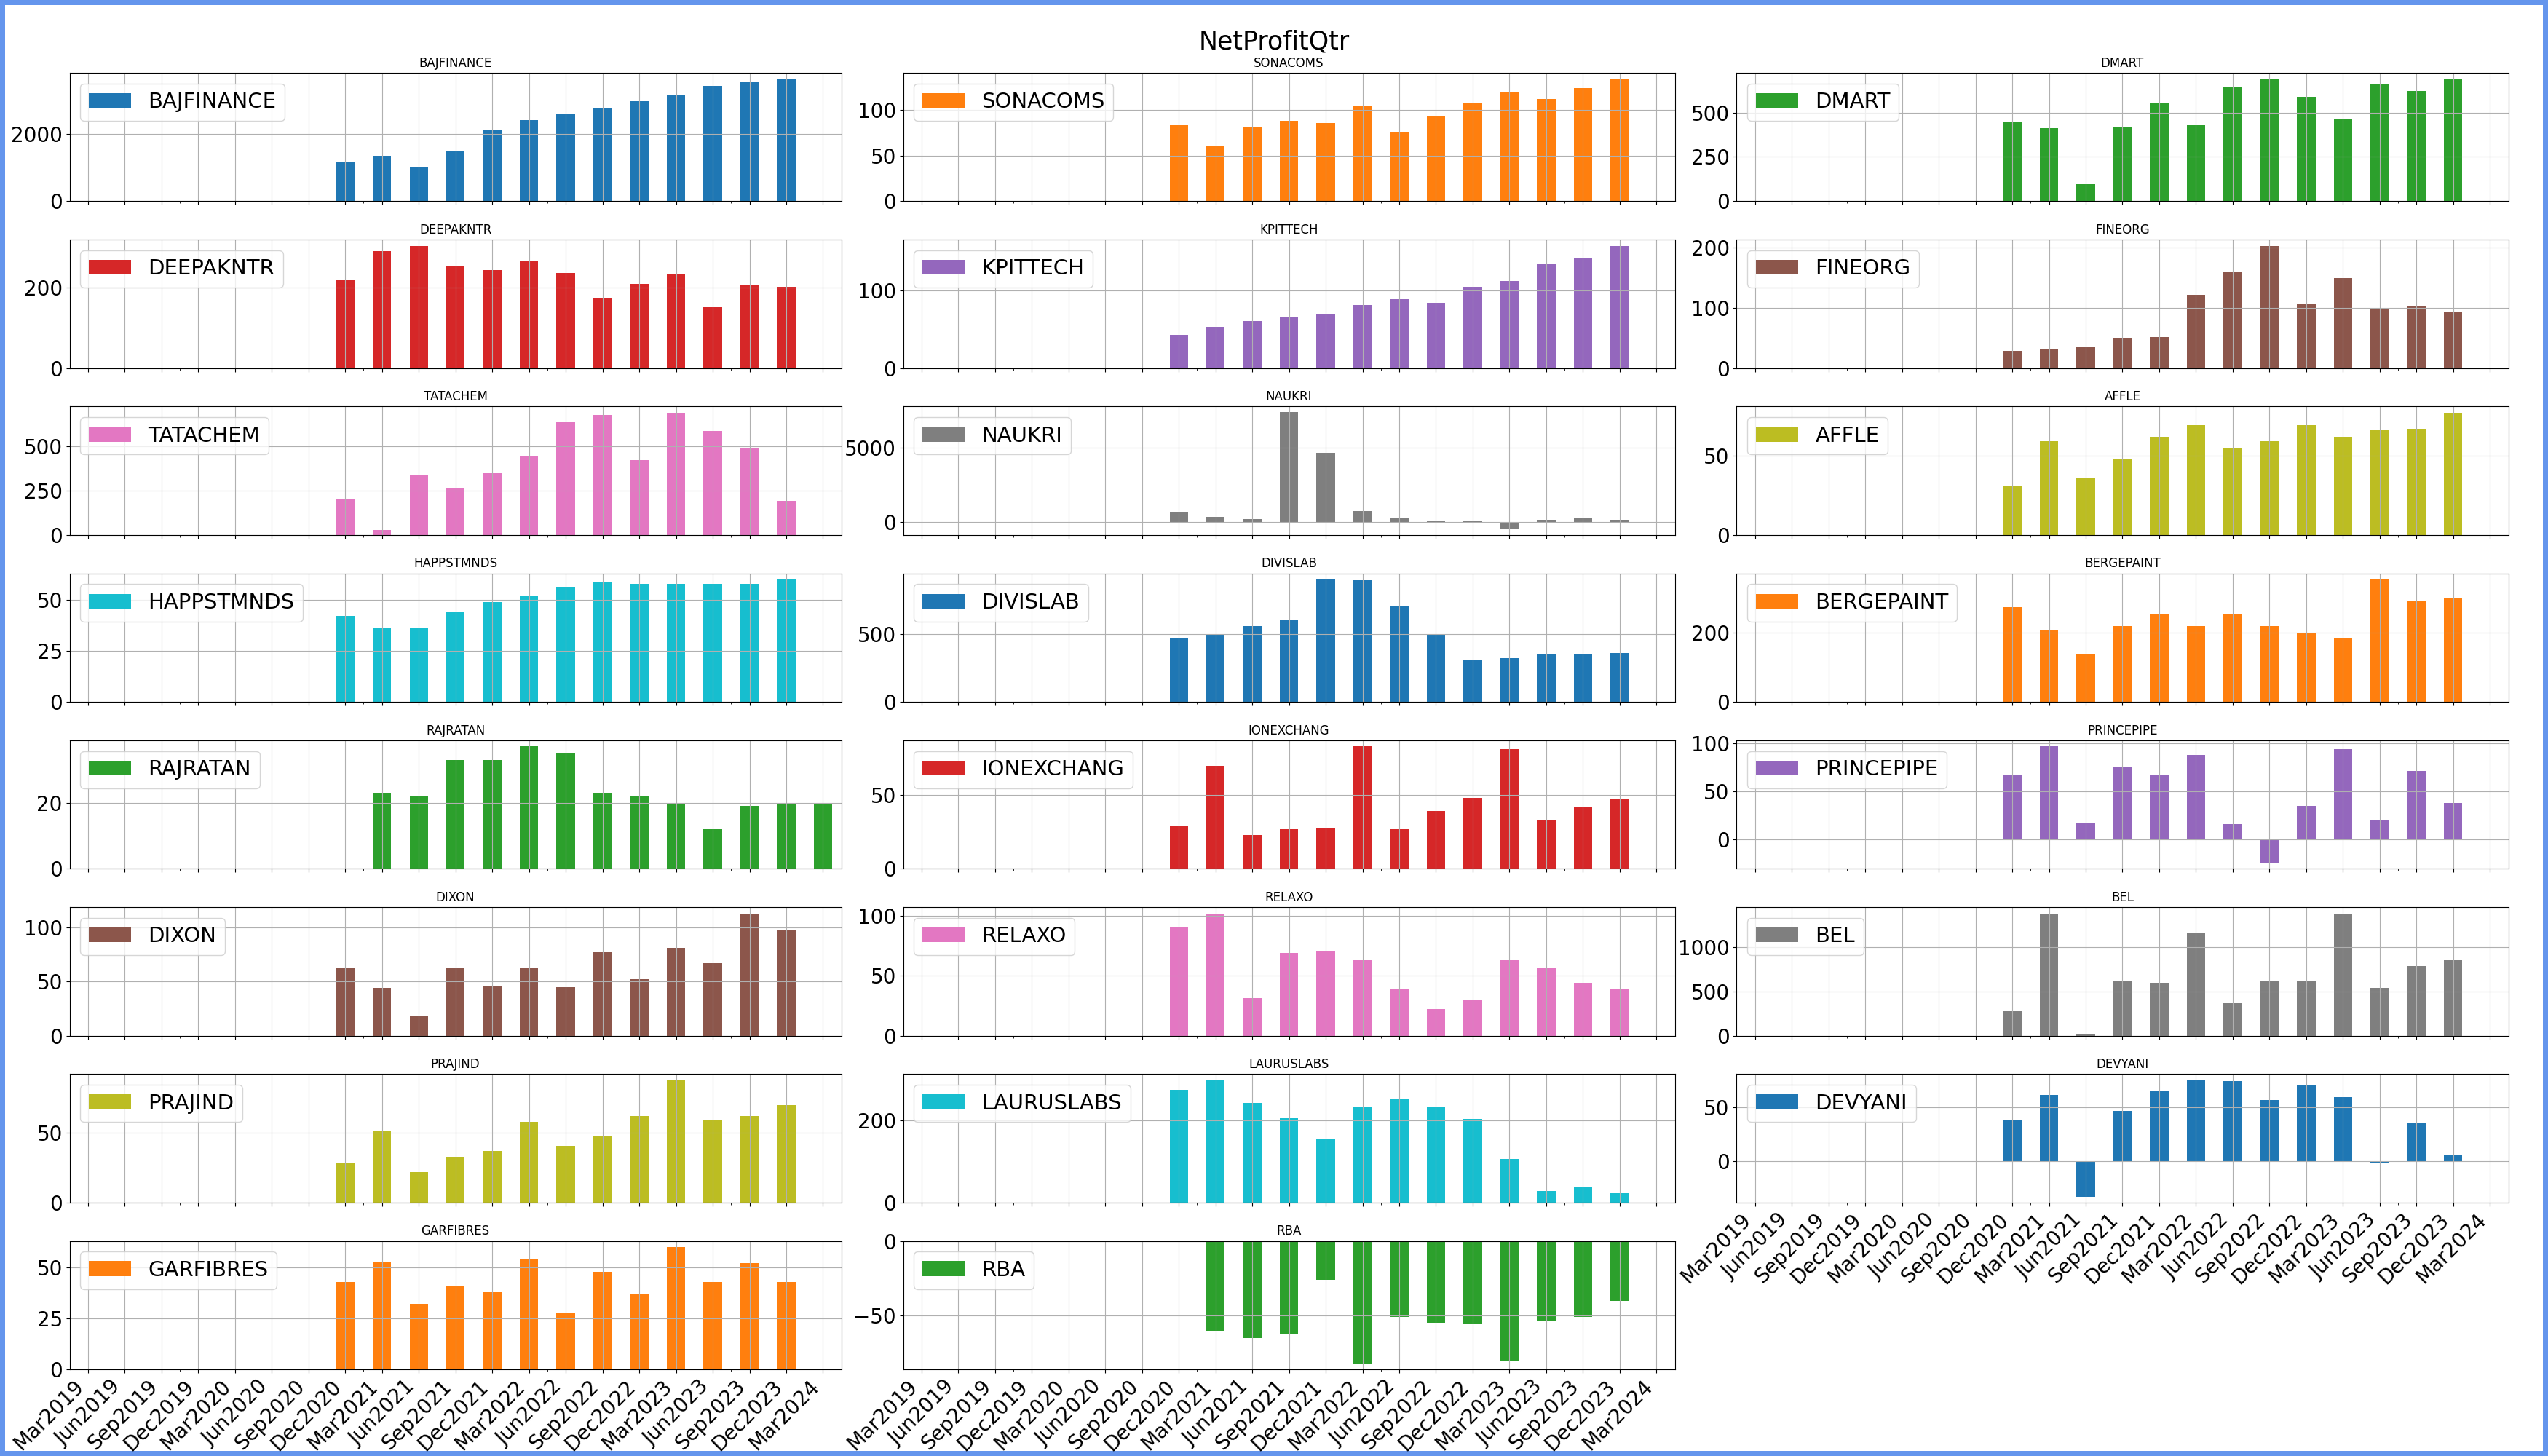 NetProfitQtr
BAJFINANCE
BAJFINANCE
2000
0
SONACOMS
SONACOMS
100
50
0
DMART
DMART
500
250
0
DEEPAKNTR
DEEPAKNTR
200
0
KPITTECH
KPITTECH
100
0
FINEORG
FINEORG
200
100
0
TATACHEM
TATACHEM
500
250
0
NAUKRI
NAUKRI
5000
0
AFFLE
AFFLE
50
0
HAPPSTMNDS
HAPPSTMNDS
50
25
0
DIVISLAB
DIVISLAB
500
0
BERGEPAINT
BERGEPAINT
200
0
RAJRATAN
RAJRATAN
20
0
IONEXCHANG
IONEXCHANG
50
0
PRINCEPIPE
PRINCEPIPE
100
50
0
DIXON
DIXON
100
50
0
RELAXO
RELAXO
100
50
0
BEL
BEL
1000
500
0
PRAJIND
PRAJIND
50
0
LAURUSLABS
LAURUSLABS
200
0
DEVYANI
DEVYANI
50
0
Mar2019 Jun2019 Sep2019 Dec2019 Mar2020 Jun2020 Sep2020 Dec2020 Mar2021 Jun2021 Sep2021 Dec2021 Mar2022 Jun2022 Sep2022 Dec2022 Mar2023 Jun2023 Sep2023 Dec2023 Mar2024
GARFIBRES
GARFIBRES
50
25
0
Mar2019 Jun2019 Sep2019 Dec2019 Mar2020 Jun2020 Sep2020 Dec2020 Mar2021 Jun2021 Sep2021 Dec2021 Mar2022 Jun2022 Sep2022 Dec2022 Mar2023 Jun2023 Sep2023 Dec2023 Mar2024
RBA
RBA
0
−50
Mar2019 Jun2019 Sep2019 Dec2019 Mar2020 Jun2020 Sep2020 Dec2020 Mar2021 Jun2021 Sep2021 Dec2021 Mar2022 Jun2022 Sep2022 Dec2022 Mar2023 Jun2023 Sep2023 Dec2023 Mar2024